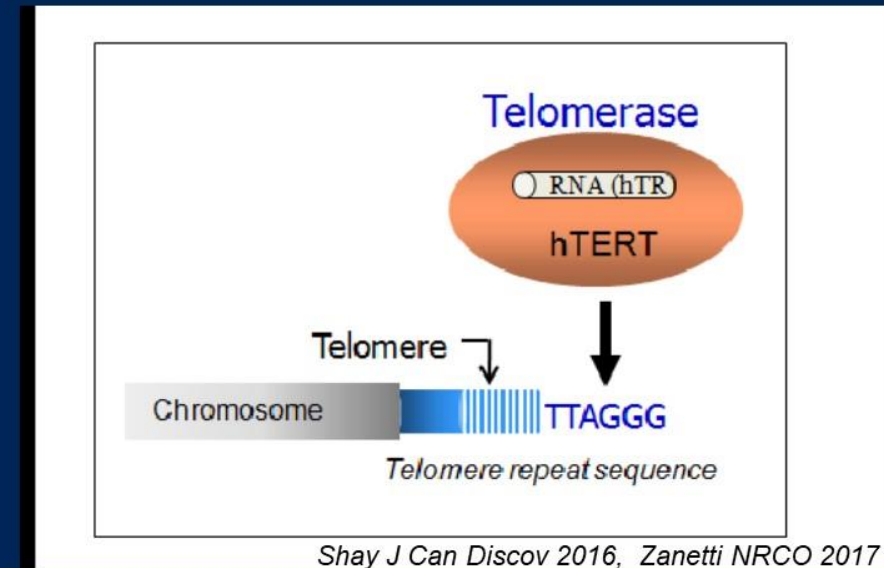 Telomerase
RNA (hTR)
hTERT
Telomere
Chromosome
TTAGGG
Telomere repeat sequence
Shay J Can Discov 2016, Zanetti NRCO 2017